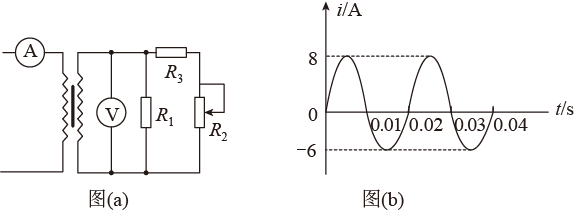 A
V
R₃
R₁
R₂
图(a)
i/A
8
0
−6
0.01 0.02 0.03 0.04
t/s
图(b)